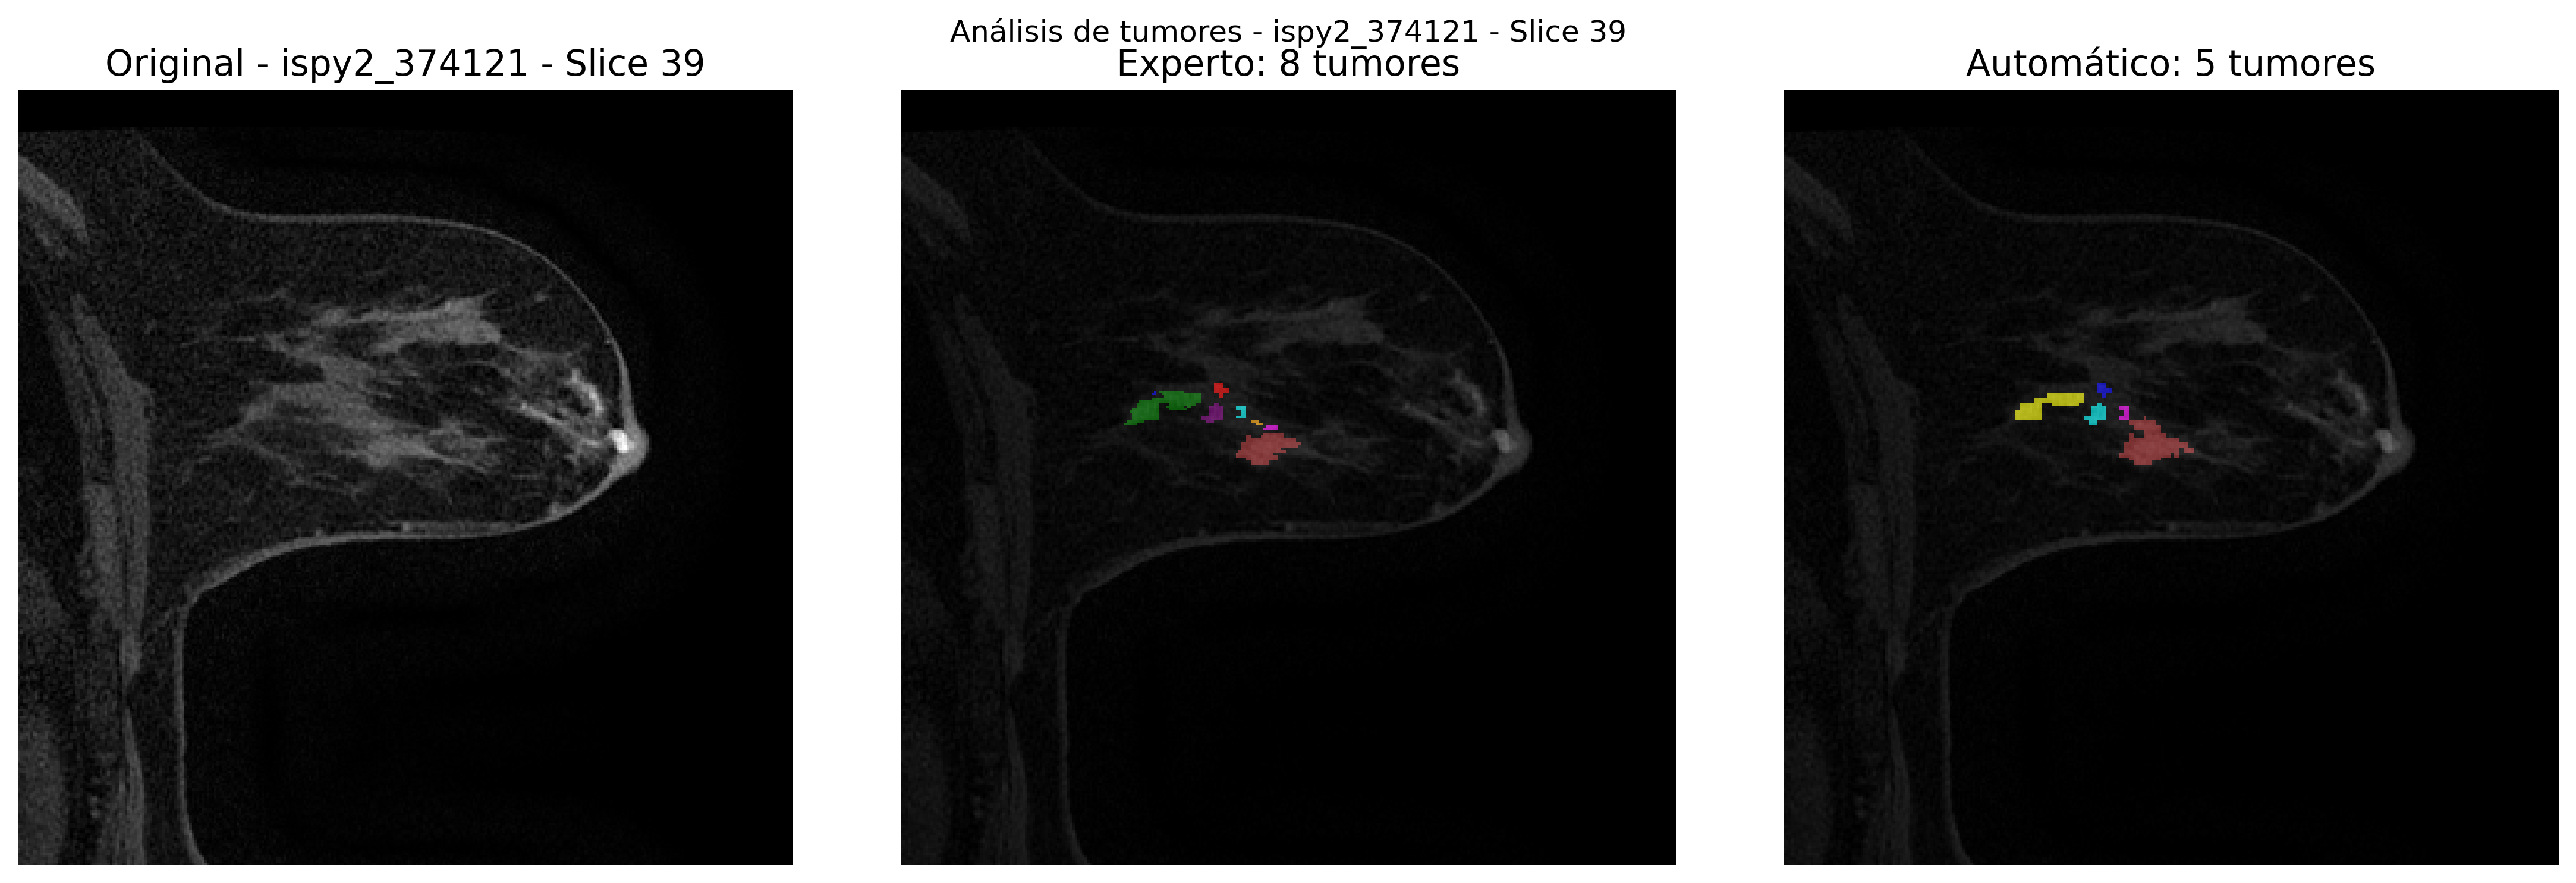 Análisis de tumores - ispy2_374121 - Slice 39
Original - ispy2_374121 - Slice 39
Experto: 8 tumores
Automático: 5 tumores